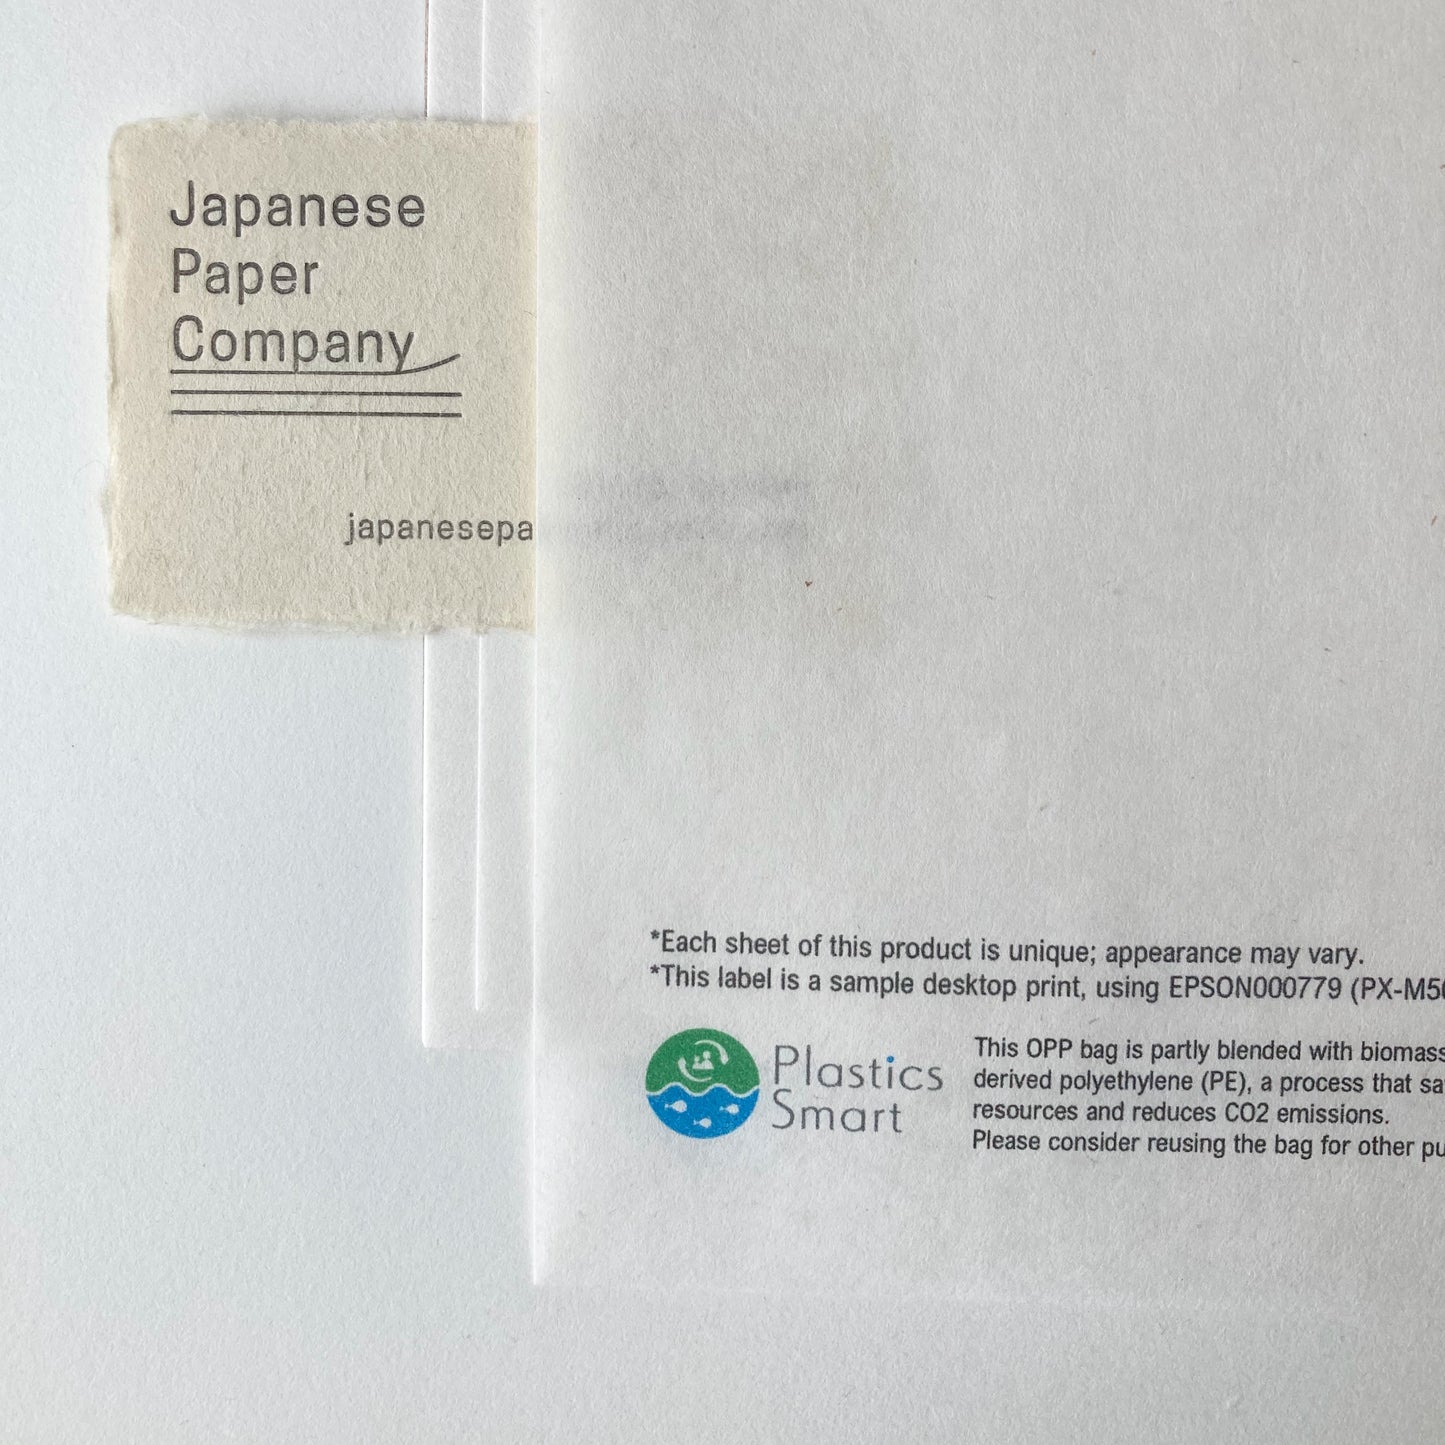 Japanese
Paper
Company
japanesepa
*Each sheet of this product is unique; appearance may vary.
*This label is a sample desktop print, using EPSON000779 (PX-M50
Plastics
Smart
This OPP bag is partly blended with biomass
derived polyethylene (PE), a process that sa
resources and reduces CO2 emissions.
Please consider reusing the bag for other pu